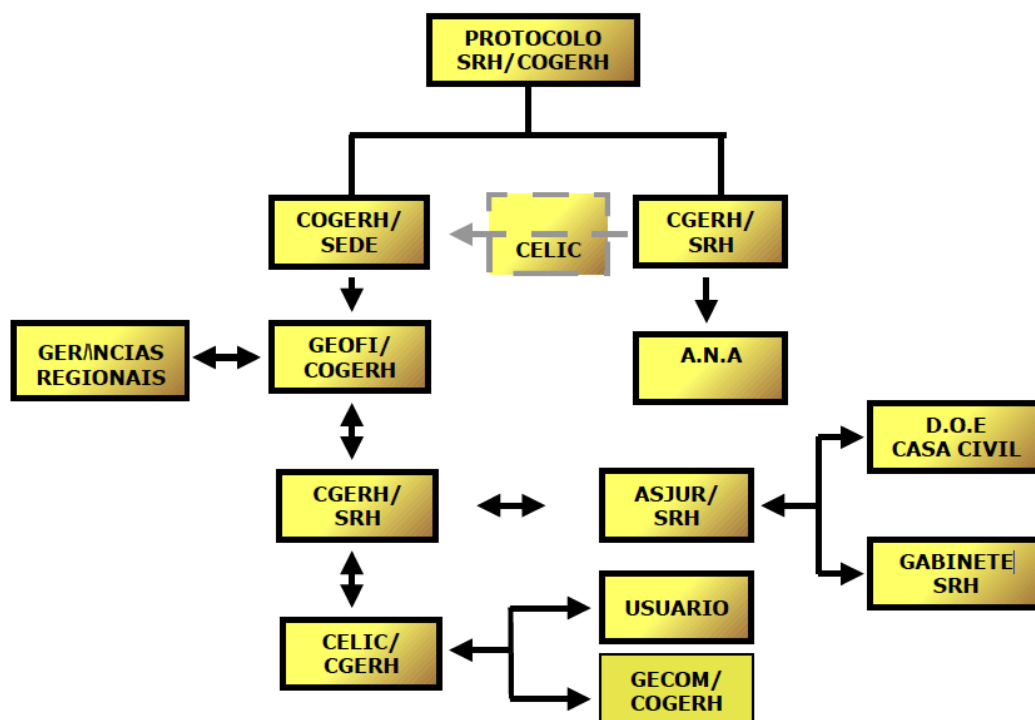 PROTOCOLO
SRH/COGERH
COGERH/
SEDE
CELIC
CGERH/
SRH
GER/\NCIAS
REGIONAIS
GEOFI/
COGERH
A.N.A
D.O.E
CASA CIVIL
CGERH/
SRH
ASJUR/
SRH
GABINETE
SRH
USUARIO
CELIC/
CGERH
GECOM/
COGERH